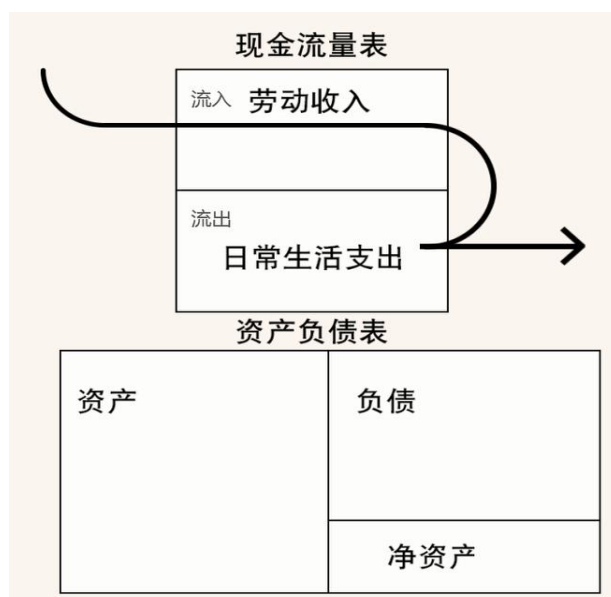 现金流量表
流入 劳动收入
流出
日常生活支出
资产负债表
资产
负债
净资产